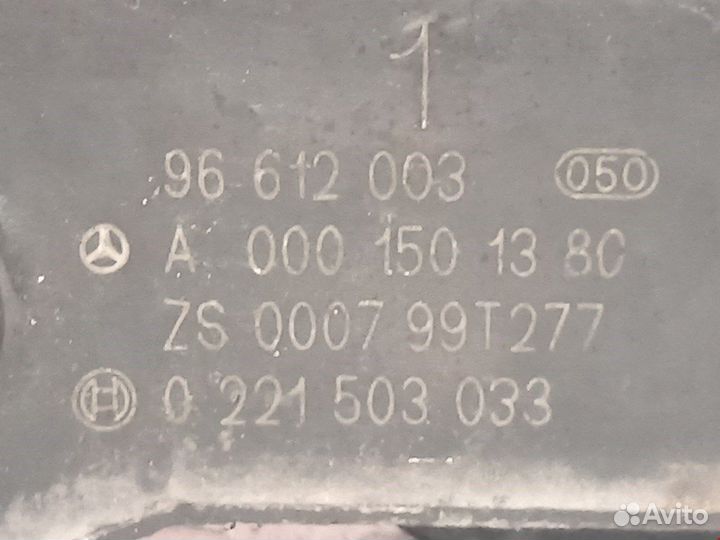 1
96 612 003 050
A 000 150 13 80
ZS 0007 99T277
H 0 221 503 033
Avito